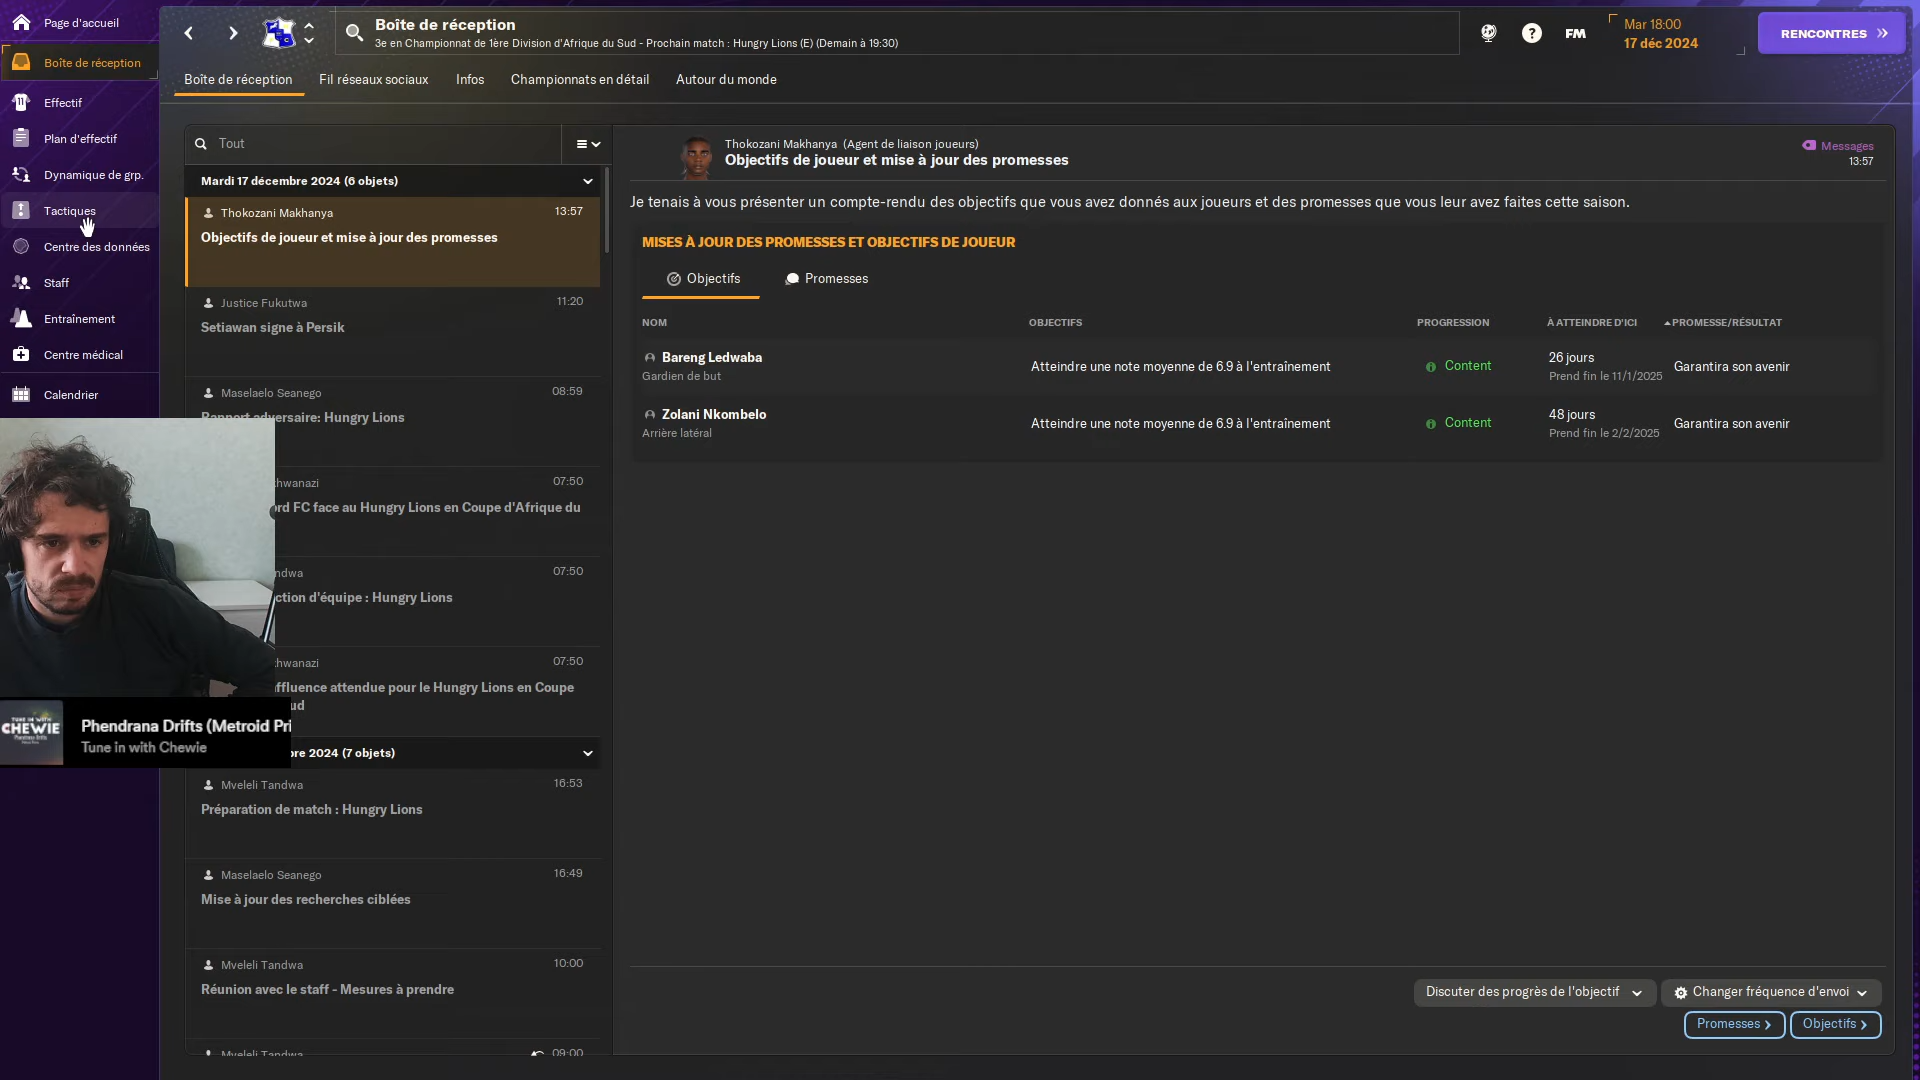 Page d'accueil
Boîte de réception
Effectif
Plan d'effectif
Dynamique de grp.
Tactiques
Centre des données
Staff
Entraînement
Centre médical
Calendrier
Boîte de réception
3e en Championnat de 1ère Division d'Afrique du Sud - Prochain match : Hungry Lions (E) (Demain à 19:30)
FM
Mar 18:00
17 déc 2024
RENCONTRES
Boîte de réception
Fil réseaux sociaux
Infos
Championnats en détail
Autour du monde
Tout
Mardi 17 décembre 2024 (6 objets)
Thokozani Makhanya 13:57
Objectifs de joueur et mise à jour des promesses
Justice Fukutwa 11:20
Setiawan signe à Persik
Maselaelo Seanego 08:59
Rapport adversaire: Hungry Lions
khwanazi 07:50
rd FC face au Hungry Lions en Coupe d'Afrique du
ndwa 07:50
ction d'équipe : Hungry Lions
khwanazi 07:50
ffluence attendue pour le Hungry Lions en Coupe
ud
bre 2024 (7 objets)
Mveleli Tandwa 16:53
Préparation de match : Hungry Lions
Maselaelo Seanego 16:49
Mise à jour des recherches ciblées
Mveleli Tandwa 10:00
Réunion avec le staff - Mesures à prendre
Mveleli Tandwa 09:00
Thokozani Makhanya (Agent de liaison joueurs)
Objectifs de joueur et mise à jour des promesses
Messages
13:57
Je tenais à vous présenter un compte-rendu des objectifs que vous avez donnés aux joueurs et des promesses que vous leur avez faites cette saison.
MISES À JOUR DES PROMESSES ET OBJECTIFS DE JOUEUR
Objectifs
Promesses
NOM OBJECTIFS PROGRESSION À ATTEINDRE D'ICI PROMESSE/RÉSULTAT
Bareng Ledwaba
Gardien de but
Atteindre une note moyenne de 6.9 à l'entraînement
Content
26 jours
Prend fin le 11/1/2025
Garantira son avenir
Zolani Nkombelo
Arrière latéral
Atteindre une note moyenne de 6.9 à l'entraînement
Content
48 jours
Prend fin le 2/2/2025
Garantira son avenir
Discuter des progrès de l'objectif
Changer fréquence d'envoi
Promesses
Objectifs
TUNE IN WITH
CHEWIE
Phendrana Drifts (Metroid Pri
Tune in with Chewie